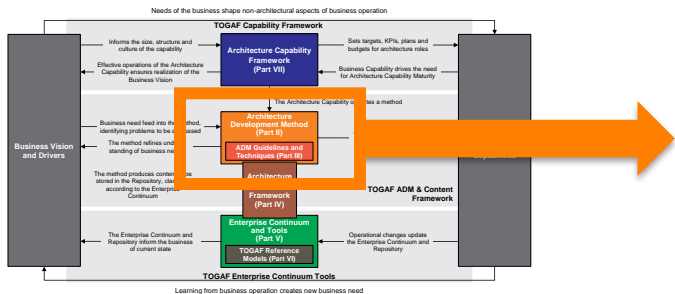 Needs of the business shape non-architectural aspects of business operation
TOGAF Capability Framework
Informs the size, structure and
culture of the capability
Effective operations of the Architecture
Capability ensures realization of the
Business Vision
Architecture Capability
Framework
(Part VII)
Sets targets, KPIs, plans and
budgets for architecture roles
Business Capability drives the need
for Architecture Capability Maturity
The Architecture Capability
a method
Business Vision
and Drivers
Business need feed into the
identifying problems to be
The method refines
standing of business
Architecture
Development Method
(Part II)
ADM Guidelines and
Techniques (Part III)
The method produces content
stored in the Repository,
according to the Enterprise
Continuum
Architecture
Framework
(Part IV)
TOGAF ADM & Content
Framework
The Enterprise Continuum and
Repository inform the business
of current state
Enterprise Continuum
and Tools
(Part V)
TOGAF Reference
Models (Part VI)
Operational changes update
the Enterprise Continuum and
Repository
TOGAF Enterprise Continuum Tools
Learning from business operation creates new business need